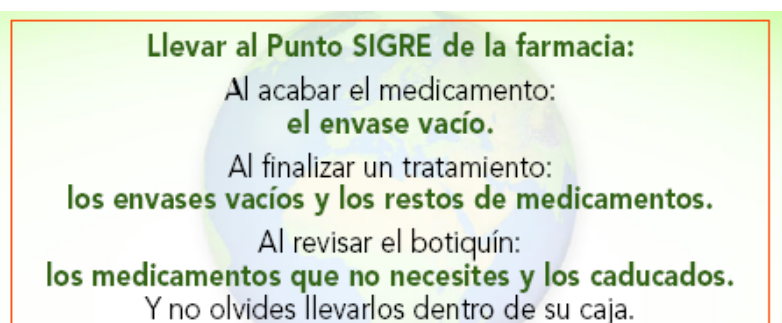 Llevar al Punto SIGRE de la farmacia:
Al acabar el medicamento:
el envase vacío.
Al finalizar un tratamiento:
los envases vacíos y los restos de medicamentos.
Al revisar el botiquín:
los medicamentos que no necesites y los caducados.
Y no olvides llevarlos dentro de su caja.